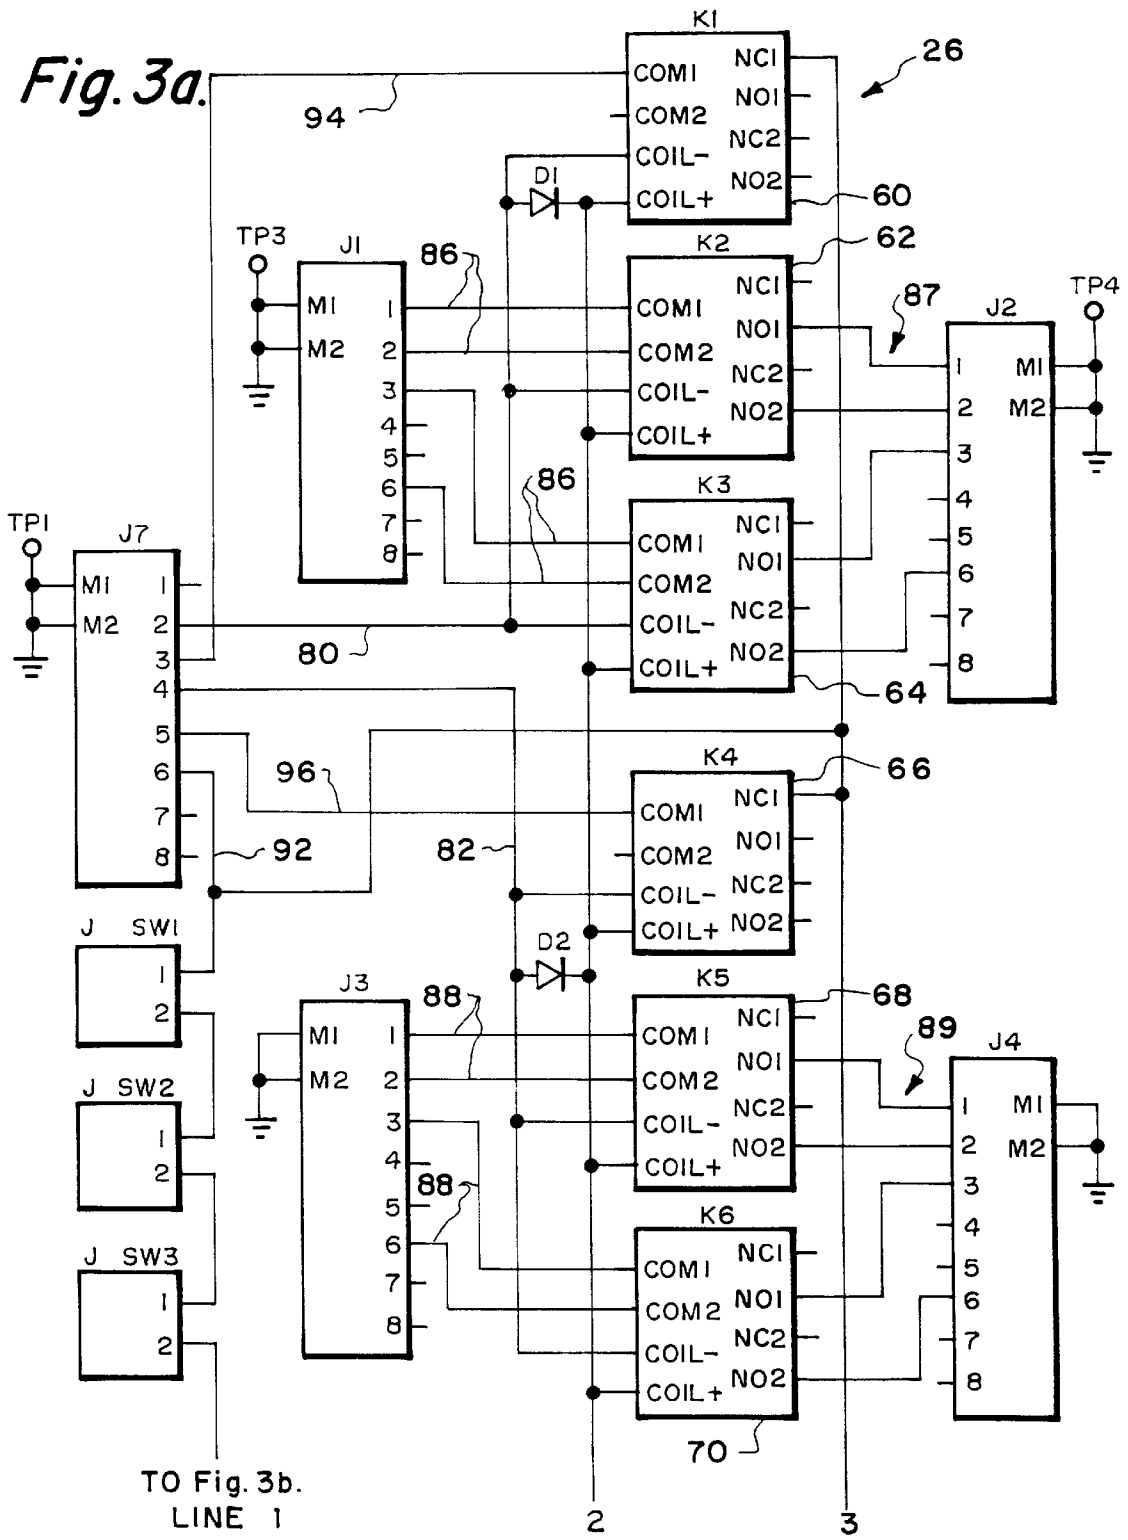 Fig. 3a.
26
K1
COM1
COM2
COIL-
COIL+
NC1
NO1
NC2
NO2
60
94
D1
TP3
J1
M1
M2
1
2
3
4
5
6
7
8
86
86
K2
COM1
COM2
COIL-
COIL+
NC1
NO1
NC2
NO2
62
87
J2
1
2
3
4
5
6
7
8
M1
M2
TP4
K3
COM1
COM2
COIL-
COIL+
NC1
NO1
NC2
NO2
64
TP1
J7
M1
M2
1
2
3
4
5
6
7
8
80
96
92
82
K4
COM1
COM2
COIL-
COIL+
NC1
NO1
NC2
NO2
66
J SW1
1
2
J SW2
1
2
J SW3
1
2
D2
J3
M1
M2
1
2
3
4
5
6
7
8
88
88
K5
COM1
COM2
COIL-
COIL+
NC1
NO1
NC2
NO2
68
89
J4
1
2
3
4
5
6
7
8
M1
M2
K6
COM1
COM2
COIL-
COIL+
NC1
NO1
NC2
NO2
70
TO Fig. 3b.
LINE 1
2
3